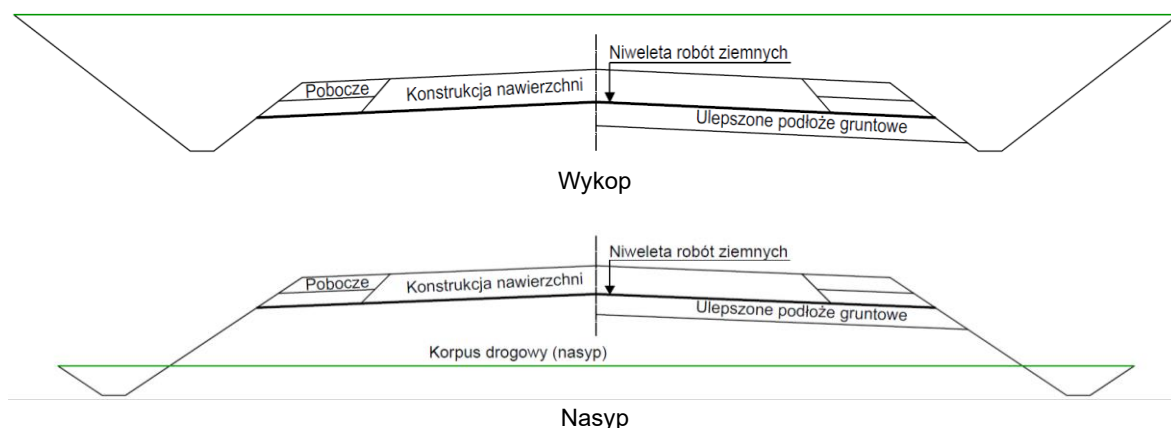 Niweleta robót ziemnych
Pobocze
Konstrukcja nawierzchni
Ulepszone podłoże gruntowe
Wykop
Niweleta robót ziemnych
Pobocze
Konstrukcja nawierzchni
Ulepszone podłoże gruntowe
Korpus drogowy (nasyp)
Nasyp